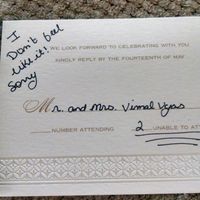 I
Don't feel
like it!
Sorry
WE LOOK FORWARD TO CELEBRATING WITH YOU
KINDLY REPLY BY THE FOURTEENTH OF MAY
Mr. and Mrs. Vimal Vyas
NUMBER ATTENDING 2 UNABLE TO AT